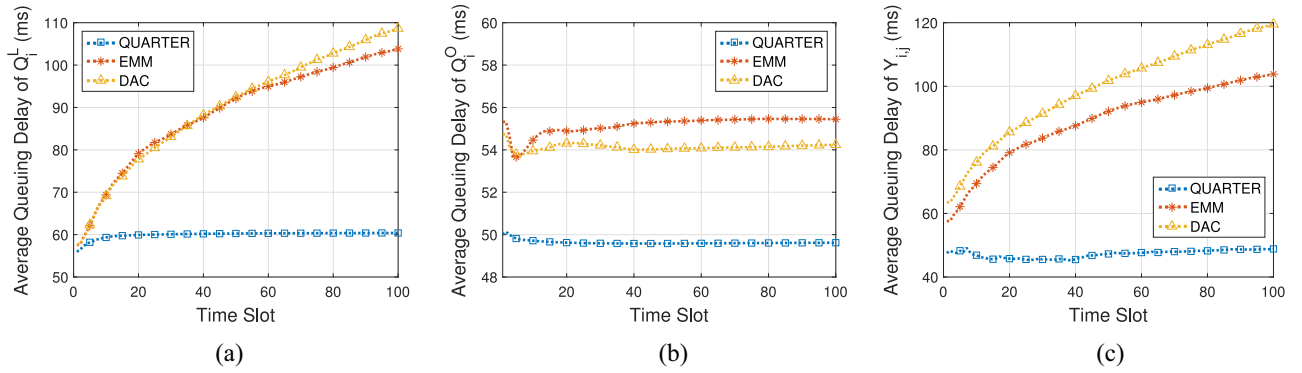 (a)
Average Queuing Delay of Q_i^L (ms)
110
100
90
80
70
60
50
QUARTER
EMM
DAC
0 20 40 60 80 100
Time Slot
(b)
Average Queuing Delay of Q_i^O (ms)
60
58
56
54
52
50
48
QUARTER
EMM
DAC
20 40 60 80 100
Time Slot
(c)
Average Queuing Delay of Y_{i,j} (ms)
120
100
80
60
40
QUARTER
EMM
DAC
0 20 40 60 80 100
Time Slot
(a)
(b)
(c)